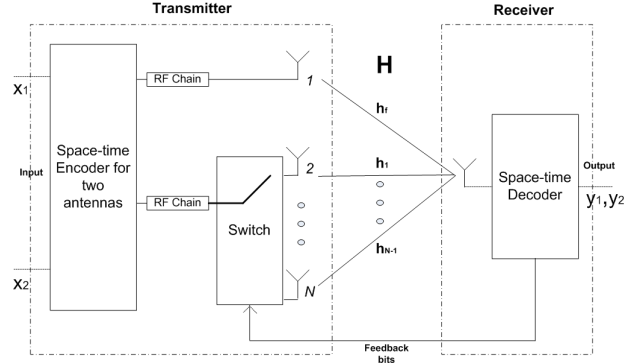 Transmitter
Receiver
H
RF Chain
1
X1
hf
Space-time
Encoder for
two
antennas
Space-time
Decoder
Input
Output
2
h1
y1,y2
RF Chain
Switch
hN-1
X2
N
Feedback
bits